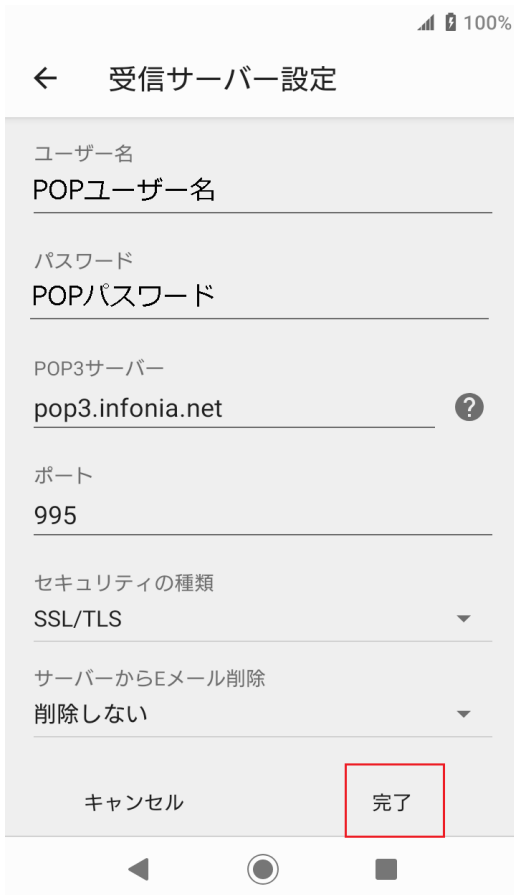 100%
受信サーバー設定
ユーザー名
POPユーザー名
パスワード
POPパスワード
POP3サーバー
pop3.infonia.net
?
ポート
995
セキュリティの種類
SSL/TLS
サーバーからEメール削除
削除しない
キャンセル 完了